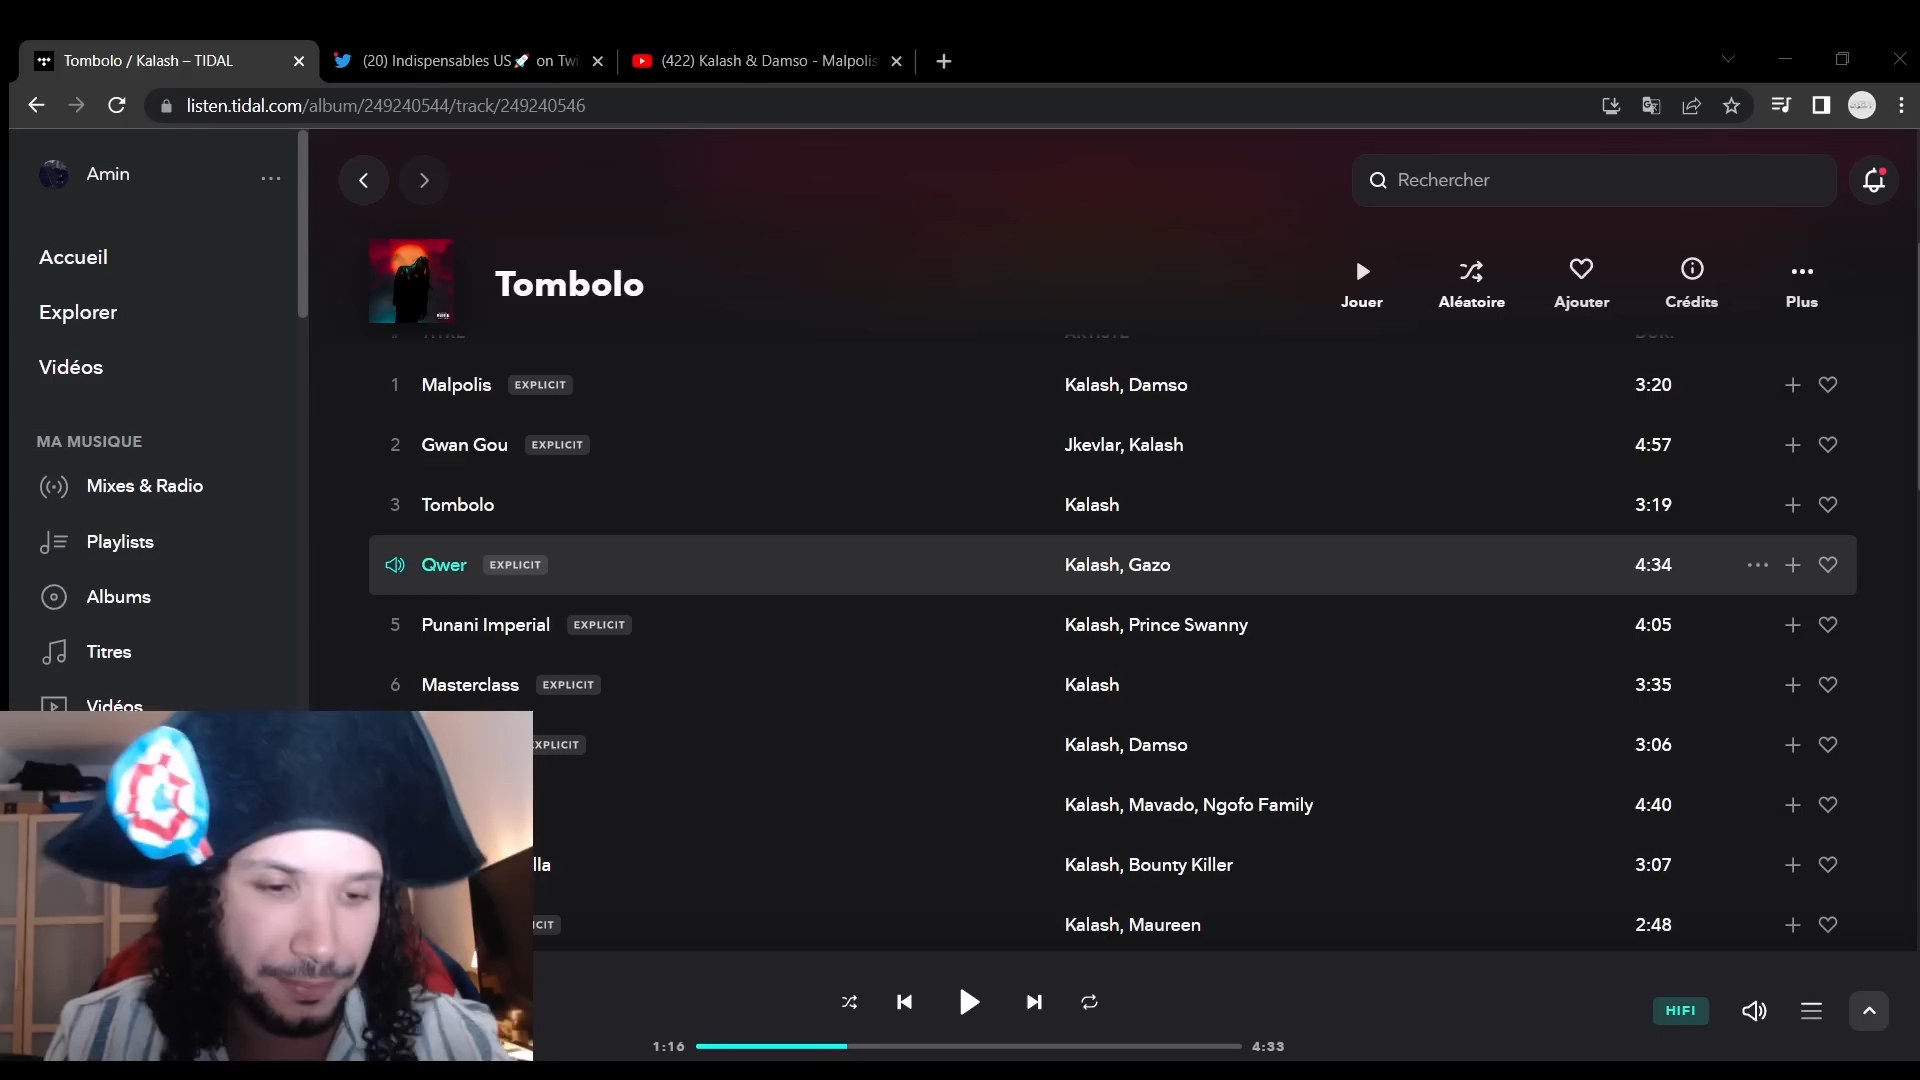 Tombolo / Kalash – TIDAL
(20) Indispensables US🚀 on Twi
(422) Kalash & Damso - Malpolis
listen.tidal.com/album/249240544/track/249240546
Amin
Rechercher
Accueil
Explorer
Vidéos
Tombolo
Jouer
Aléatoire
Ajouter
Crédits
Plus
1 Malpolis EXPLICIT Kalash, Damso 3:20
2 Gwan Gou EXPLICIT Jkevlar, Kalash 4:57
3 Tombolo Kalash 3:19
Qwer EXPLICIT Kalash, Gazo 4:34
5 Punani Imperial EXPLICIT Kalash, Prince Swanny 4:05
6 Masterclass EXPLICIT Kalash 3:35
XPLICIT Kalash, Damso 3:06
Kalash, Mavado, Ngofo Family 4:40
lla Kalash, Bounty Killer 3:07
ICIT Kalash, Maureen 2:48
MA MUSIQUE
Mixes & Radio
Playlists
Albums
Titres
Vidéos
1:16
4:33
HIFI